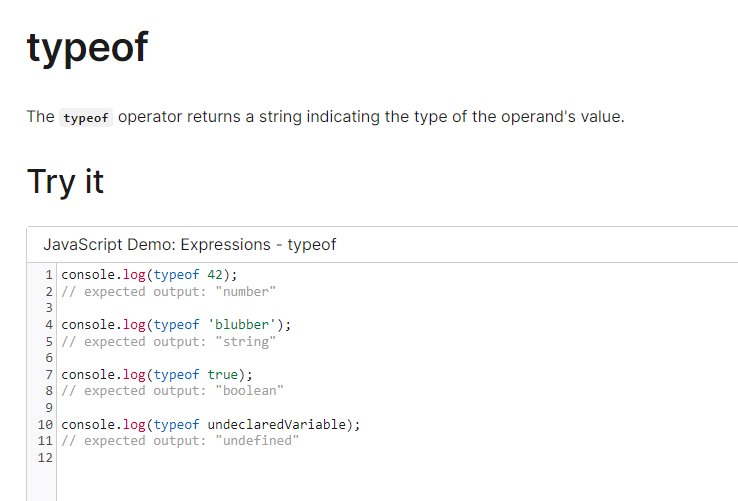 typeof
The typeof operator returns a string indicating the type of the operand's value.
Try it
JavaScript Demo: Expressions - typeof
1 console.log(typeof 42);
2 // expected output: "number"
3
4 console.log(typeof 'blubber');
5 // expected output: "string"
6
7 console.log(typeof true);
8 // expected output: "boolean"
9
10 console.log(typeof undeclaredVariable);
11 // expected output: "undefined"
12